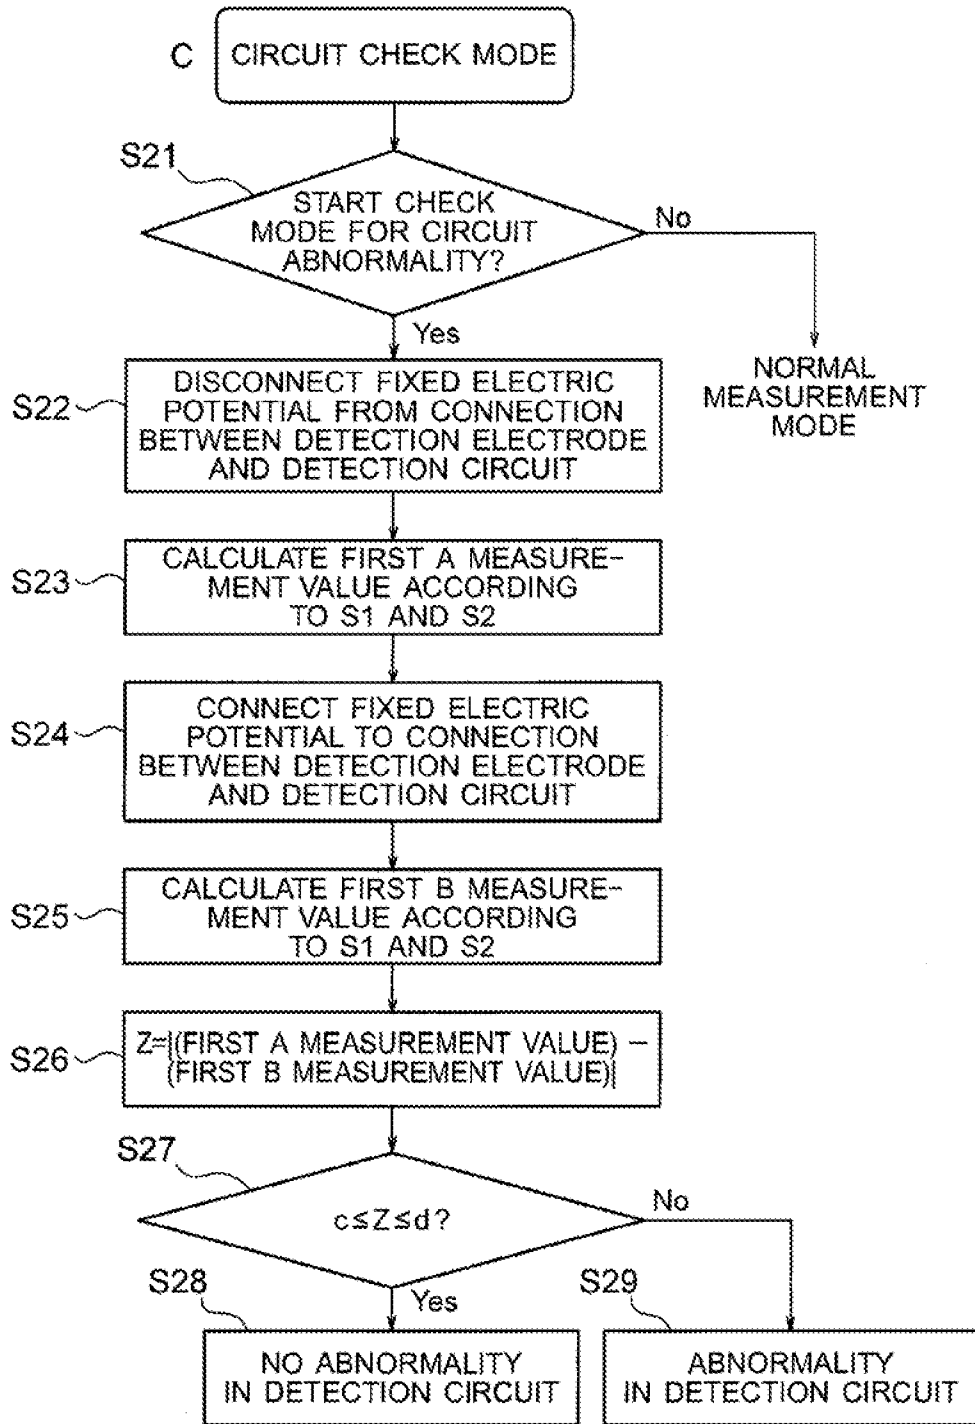 C
CIRCUIT CHECK MODE
S21
START CHECK
MODE FOR CIRCUIT
ABNORMALITY?
No
Yes
NORMAL
MEASUREMENT
MODE
S22
DISCONNECT FIXED ELECTRIC
POTENTIAL FROM CONNECTION
BETWEEN DETECTION ELECTRODE
AND DETECTION CIRCUIT
S23
CALCULATE FIRST A MEASURE-
MENT VALUE ACCORDING
TO S1 AND S2
S24
CONNECT FIXED ELECTRIC
POTENTIAL TO CONNECTION
BETWEEN DETECTION ELECTRODE
AND DETECTION CIRCUIT
S25
CALCULATE FIRST B MEASURE-
MENT VALUE ACCORDING
TO S1 AND S2
S26
Z=|(FIRST A MEASUREMENT VALUE) –
(FIRST B MEASUREMENT VALUE)|
S27
c≤Z≤d?
No
Yes
S28
NO ABNORMALITY
IN DETECTION CIRCUIT
S29
ABNORMALITY
IN DETECTION CIRCUIT